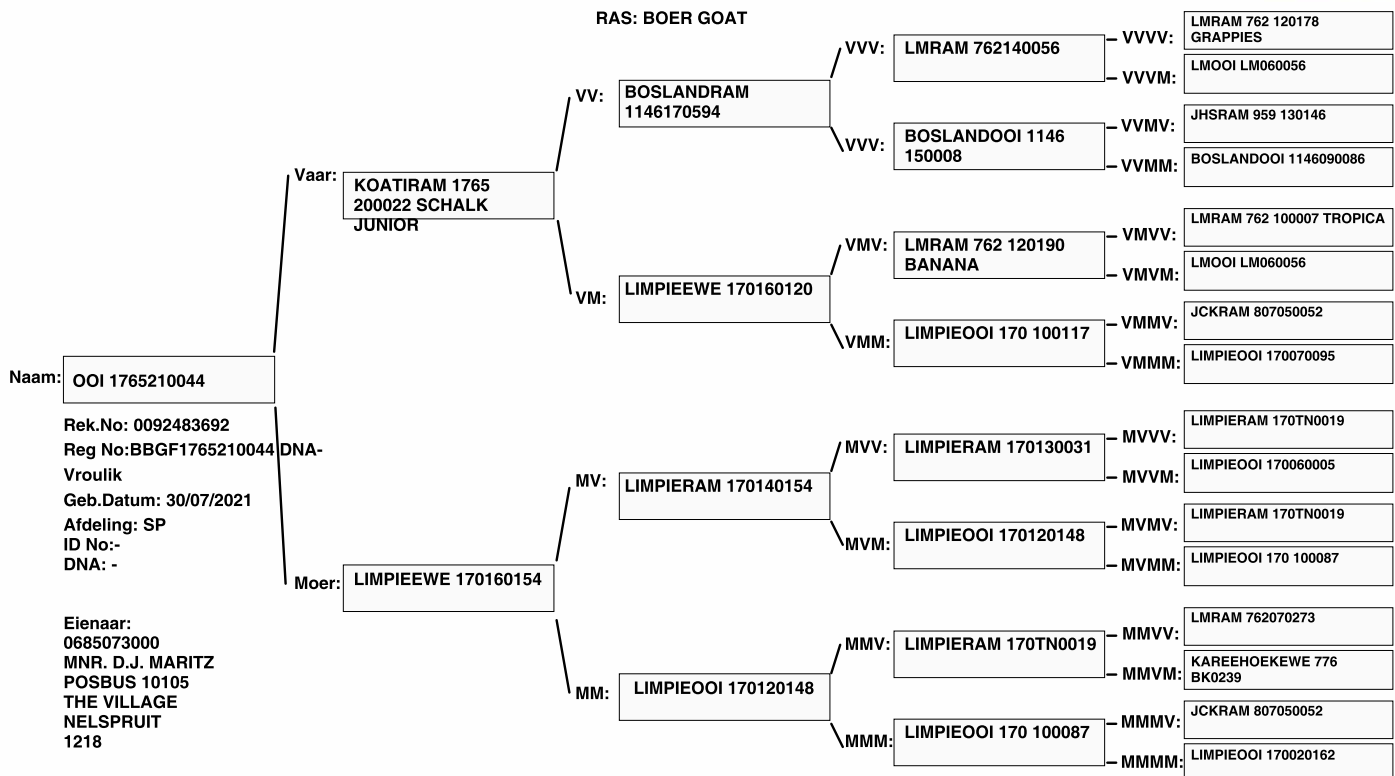 RAS: BOER GOAT
Naam:
OOI 1765210044
Rek.No: 0092483692
Reg No:BBGF1765210044 DNA-
Vroulik
Geb.Datum: 30/07/2021
Afdeling: SP
ID No:-
DNA: -
Eienaar:
0685073000
MNR. D.J. MARITZ
POSBUS 10105
THE VILLAGE
NELSPRUIT
1218
Vaar:
KOATIRAM 1765
200022 SCHALK
JUNIOR
Moer:
LIMPIEEWE 170160154
VV:
BOSLANDRAM
1146170594
VM:
LIMPIEEWE 170160120
MV:
LIMPIERAM 170140154
MM:
LIMPIEOOI 170120148
VVV:
LMRAM 762140056
VVV:
BOSLANDOOI 1146
150008
VMV:
LMRAM 762 120190
BANANA
VMM:
LIMPIEOOI 170 100117
MVV:
LIMPIERAM 170130031
MVM:
LIMPIEOOI 170120148
MMV:
LIMPIERAM 170TN0019
MMM:
LIMPIEOOI 170 100087
VVVV:
LMRAM 762 120178
GRAPPIES
VVVM:
LMOOI LM060056
VVMV:
JHSRAM 959 130146
VVMM:
BOSLANDOOI 1146090086
VMVV:
LMRAM 762 100007 TROPICA
VMVM:
LMOOI LM060056
VMMV:
JCKRAM 807050052
VMMM:
LIMPIEOOI 170070095
MVVV:
LIMPIERAM 170TN0019
MVVM:
LIMPIEOOI 170060005
MVMV:
LIMPIERAM 170TN0019
MVMM:
LIMPIEOOI 170 100087
MMVV:
LMRAM 762070273
MMVM:
KAREEHOEKEWE 776
BK0239
MMMV:
JCKRAM 807050052
MMMM:
LIMPIEOOI 170020162